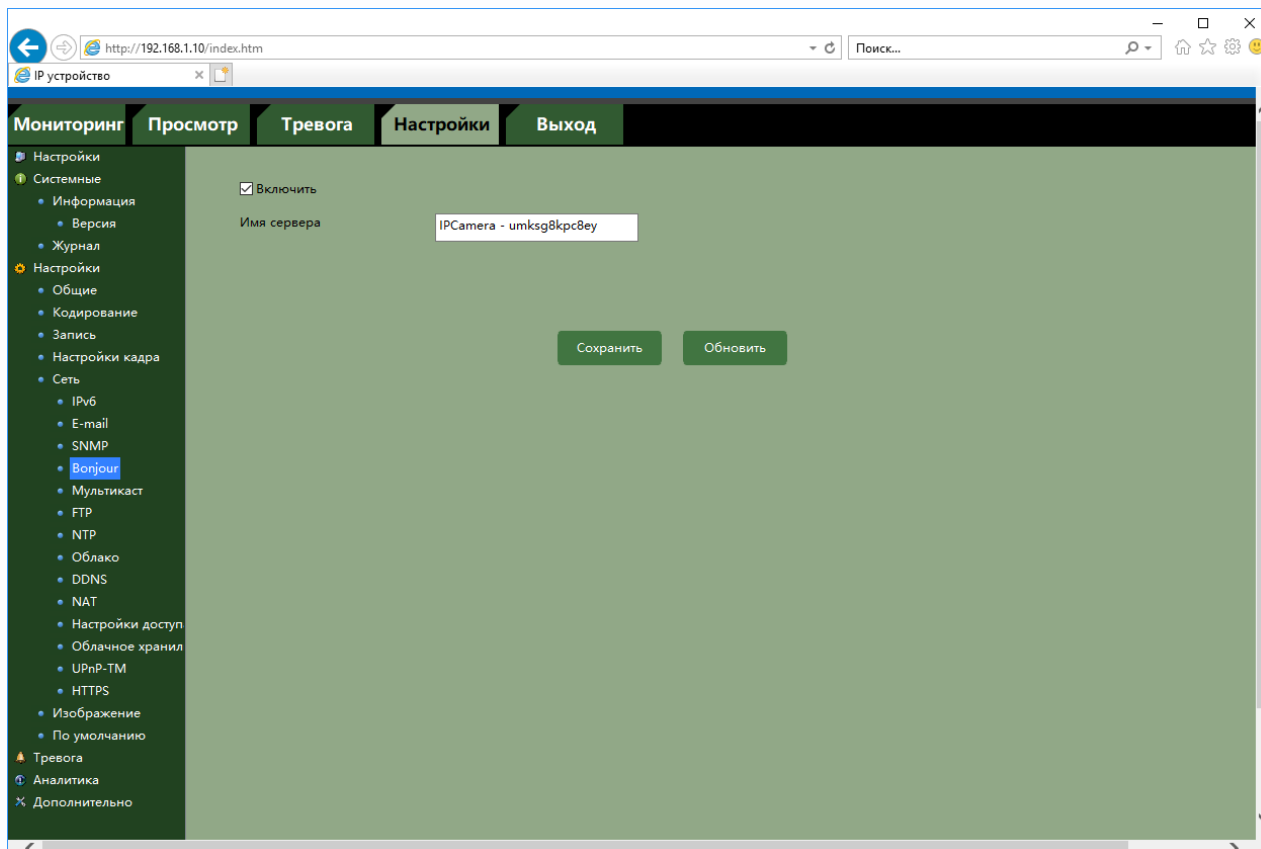 http://192.168.1.10/index.htm
Поиск...
IP устройство
Мониторинг Просмотр Тревога Настройки Выход
Настройки
Системные
Информация
Версия
Журнал
Настройки
Общие
Кодирование
Запись
Настройки кадра
Сеть
IPv6
E-mail
SNMP
Bonjour
Мультикаст
FTP
NTP
Облако
DDNS
NAT
Настройки доступ
Облачное хранил
UPnP-TM
HTTPS
Изображение
По умолчанию
Тревога
Аналитика
Дополнительно
Включить
Имя сервера IPCamera - umksg8kpc8ey
Сохранить Обновить